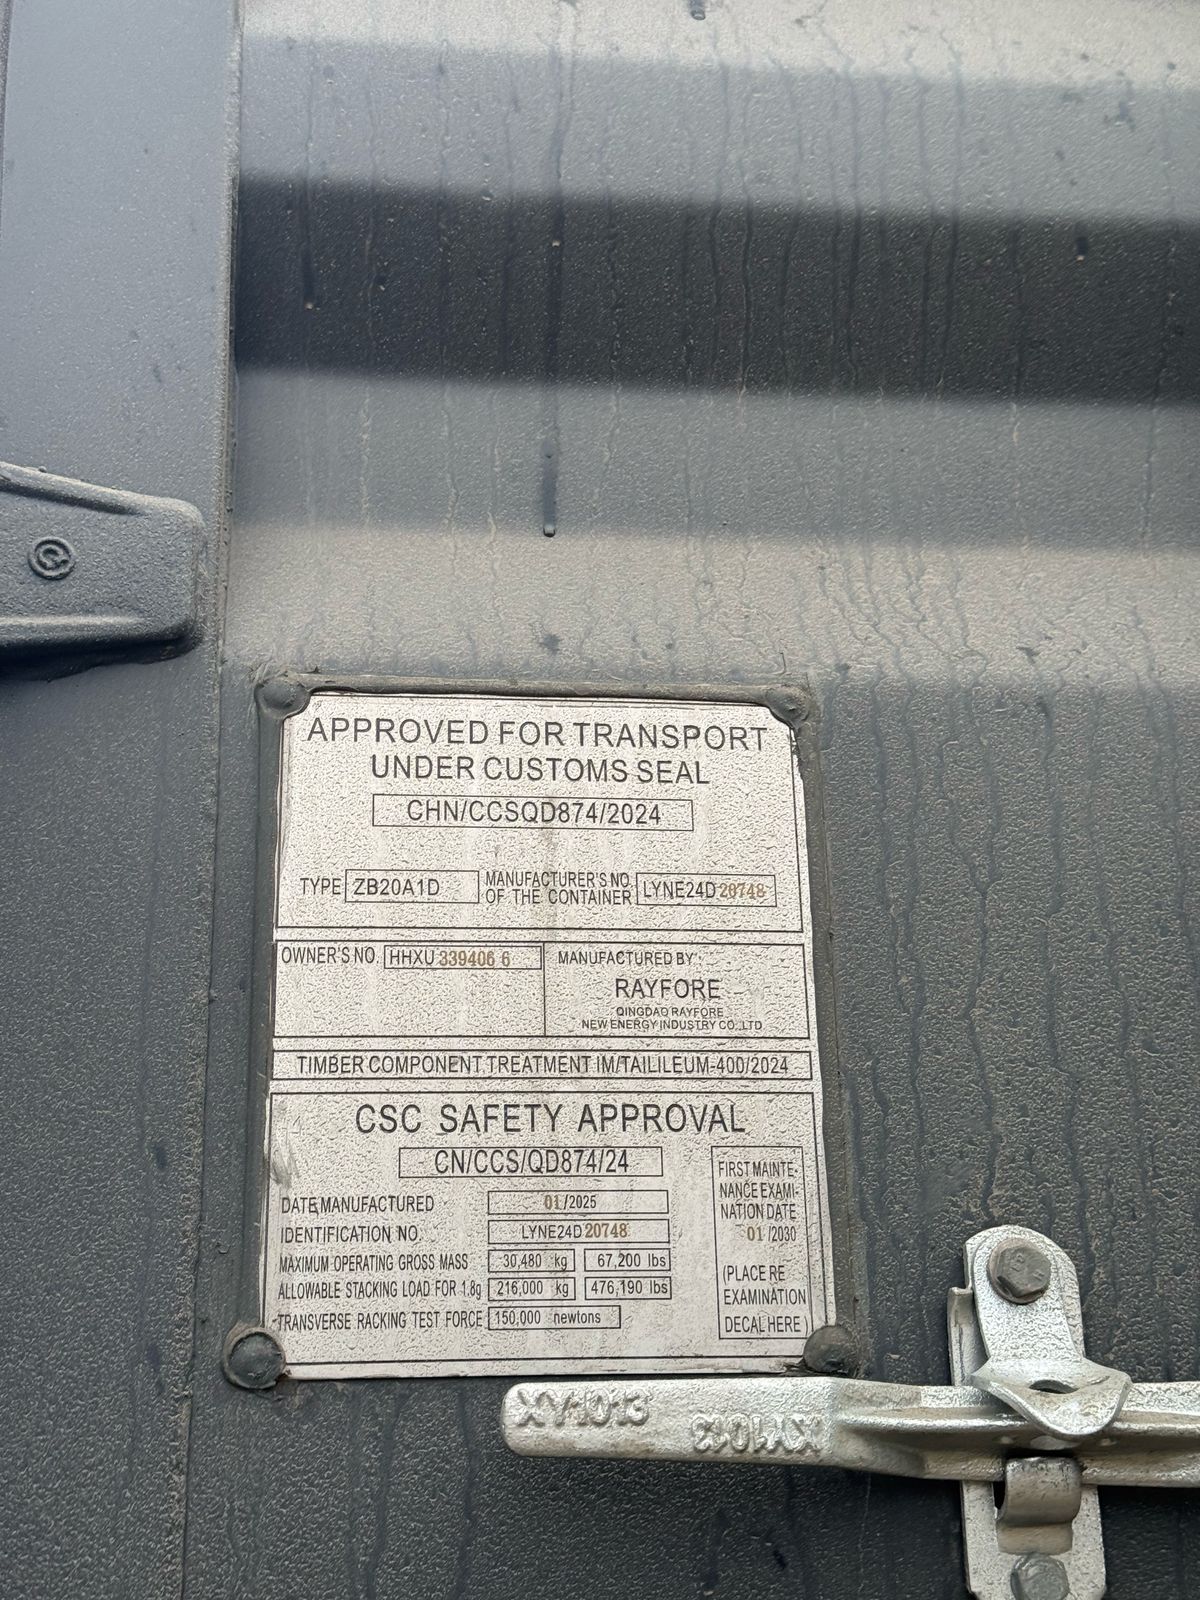 APPROVED FOR TRANSPORT
UNDER CUSTOMS SEAL
CHN/CCSQD874/2024
TYPE ZB20A1D MANUFACTURER'S NO. OF THE CONTAINER LYNE24D20748
OWNER'S NO. HHXU 339406 6
MANUFACTURED BY:
RAYFORE
QINGDAO RAYFORE
NEW ENERGY INDUSTRY CO.,LTD
TIMBER COMPONENT TREATMENT IM/TAILILEUM-400/2024
CSC SAFETY APPROVAL
CN/CCS/QD874/24
DATE MANUFACTURED 01/2025
IDENTIFICATION NO. LYNE24D20748
MAXIMUM OPERATING GROSS MASS 30,480 kg 67,200 lbs
ALLOWABLE STACKING LOAD FOR 1.8g 216,000 kg 476,190 lbs
TRANSVERSE RACKING TEST FORCE 150,000 newtons
FIRST MAINTE-
NANCE EXAMI-
NATION DATE
01/2030
(PLACE RE
EXAMINATION
DECAL HERE)
XY1013
XY1013